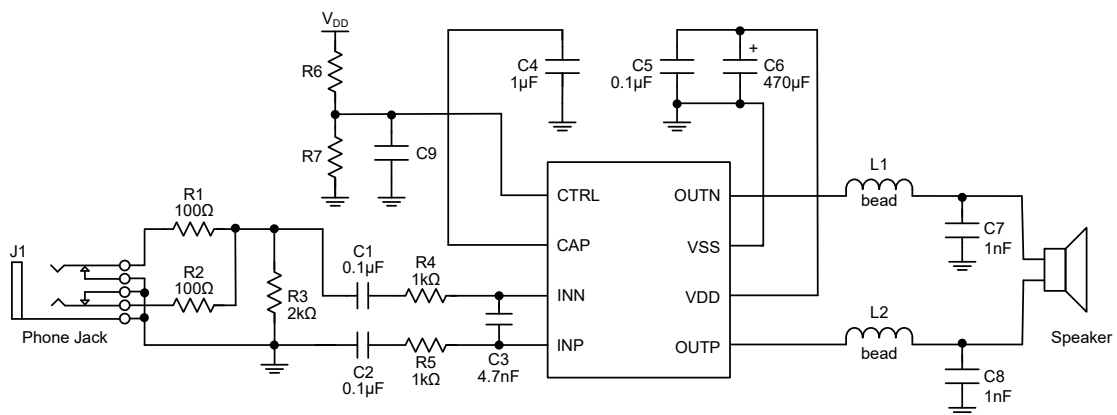 VDD
R6
R7
C9
C4
1µF
C5
0.1µF
+
C6
470µF
CTRL
CAP
INN
INP
OUTN
VSS
VDD
OUTP
L1
bead
C7
1nF
L2
bead
C8
1nF
Speaker
J1
Phone Jack
R1
100Ω
R2
100Ω
R3
2kΩ
C1
0.1µF
R4
1kΩ
C2
0.1µF
R5
1kΩ
C3
4.7nF